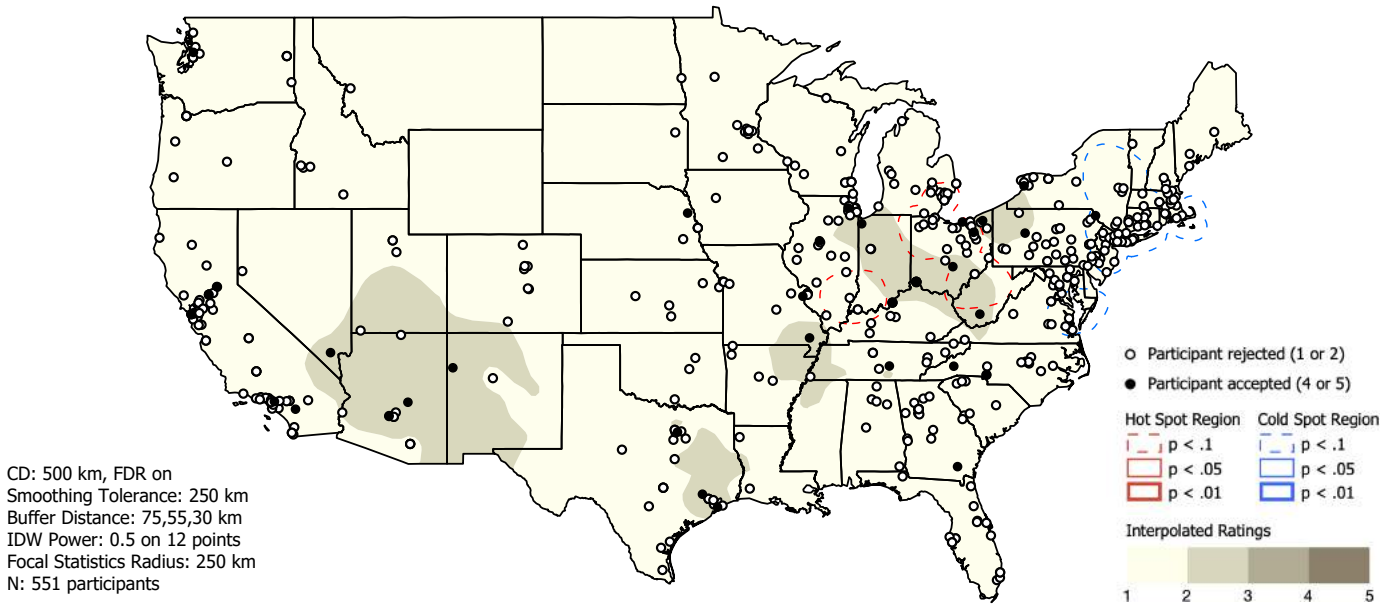 CD: 500 km, FDR on
Smoothing Tolerance: 250 km
Buffer Distance: 75,55,30 km
IDW Power: 0.5 on 12 points
Focal Statistics Radius: 250 km
N: 551 participants
Participant rejected (1 or 2)
Participant accepted (4 or 5)
Hot Spot Region Cold Spot Region
p < .1 p < .1
p < .05 p < .05
p < .01 p < .01
Interpolated Ratings
1 2 3 4 5